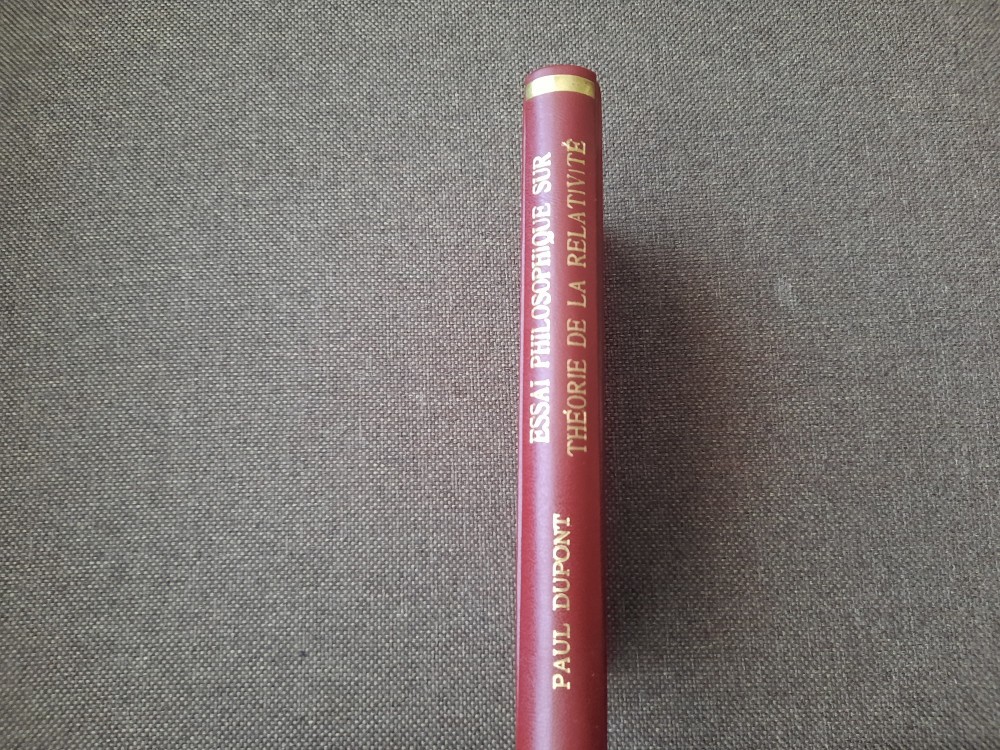 ESSAI PHILOSOPHIQUE SUR
THÉORIE DE LA RELATIVITÉ
PAUL DUPONT